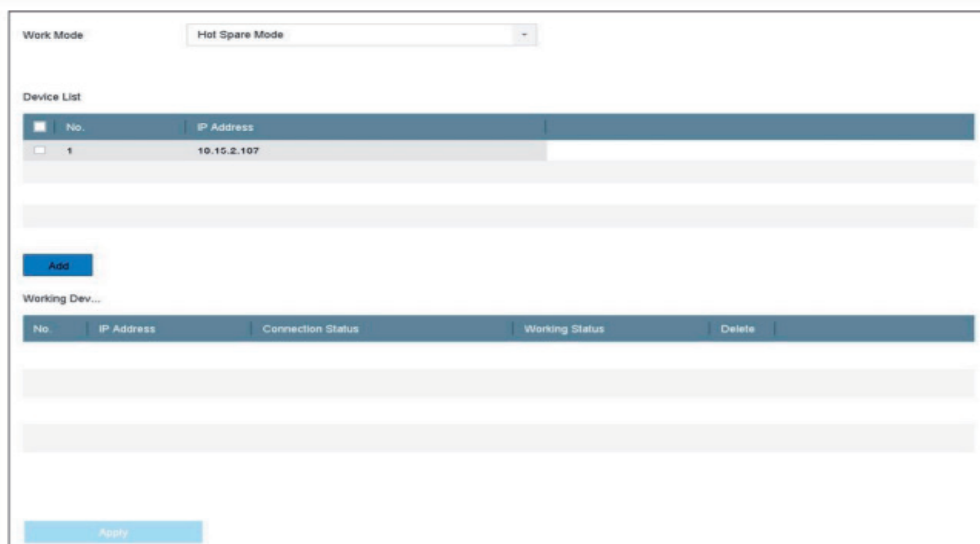 Work Mode Hot Spare Mode
Device List
No. IP Address
1 10.15.2.107
Add
Working Dev...
No. IP Address Connection Status Working Status Delete
Apply